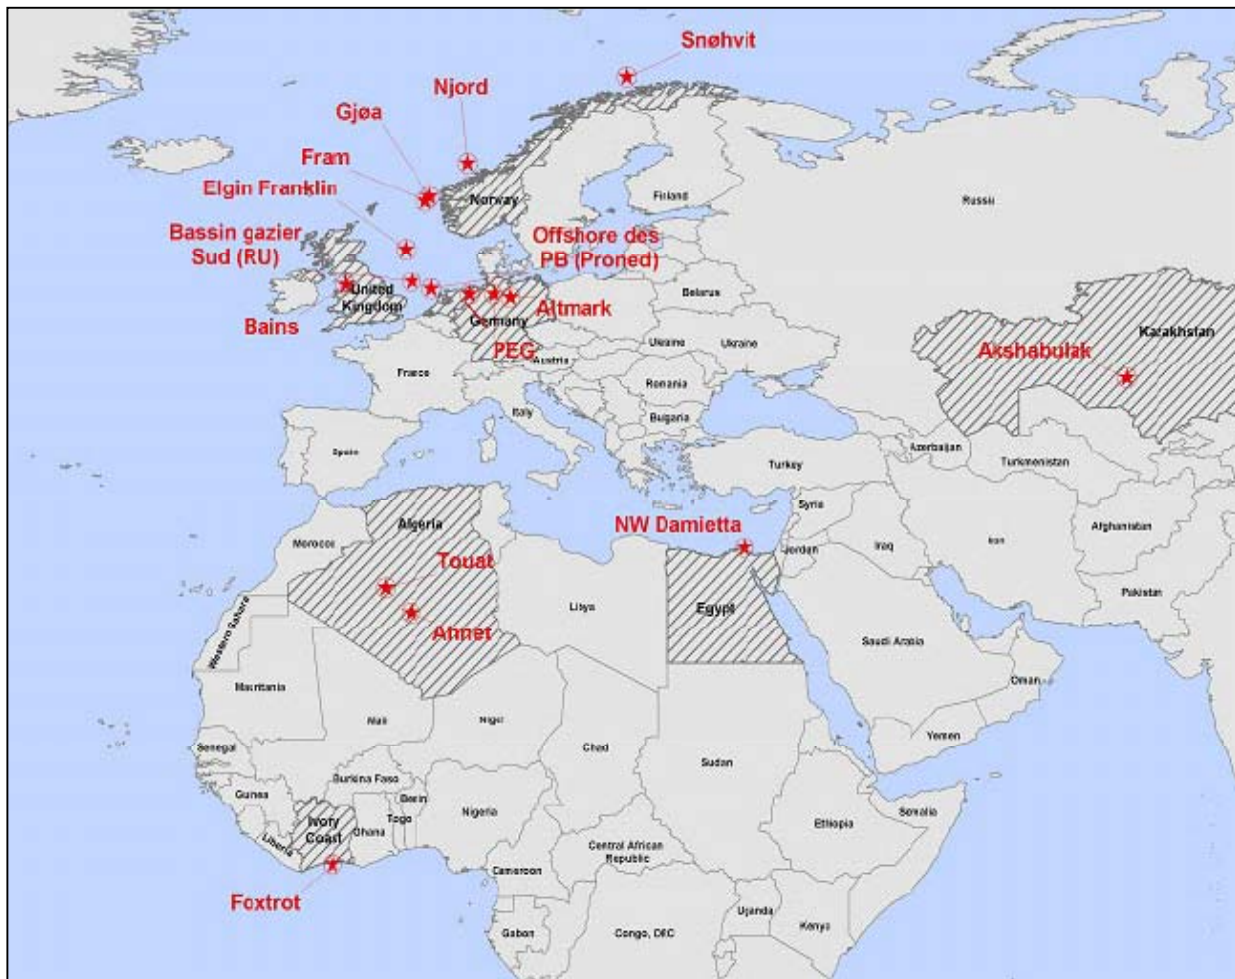 Snøhvit
Njord
Gjøa
Fram
Elgin Franklin
Norway
Finland
Russia
Bassin gazier
Sud (RU)
Offshore des
PB (Proned)
United
Kingdom
Belarus
Bains
Germany
Altmark
Kazakhstan
PEG
Akshabulak
Austria
Ukraine
Ukraine
France
Romania
Italy
Bulgaria
Spain
Azerbaijan
Turkey
Turkmenistan
Syria
Afghanistan
Algeria
NW Damietta
Morocco
Jordan
Iraq
Iran
Touat
Pakistan
Western Sahara
Libya
Egypt
Ahnet
Saudi Arabia
Oman
Mauritania
Mali
Niger
Yemen
Senegal
Chad
Sudan
Burkina Faso
Guinea
Benin
Ivory
Coast
Ghana
Togo
Nigeria
Somalia
Ethiopia
Liberia
Central African
Republic
Cameroon
Foxtrot
Uganda
Kenya
Gabon
Congo, DRC